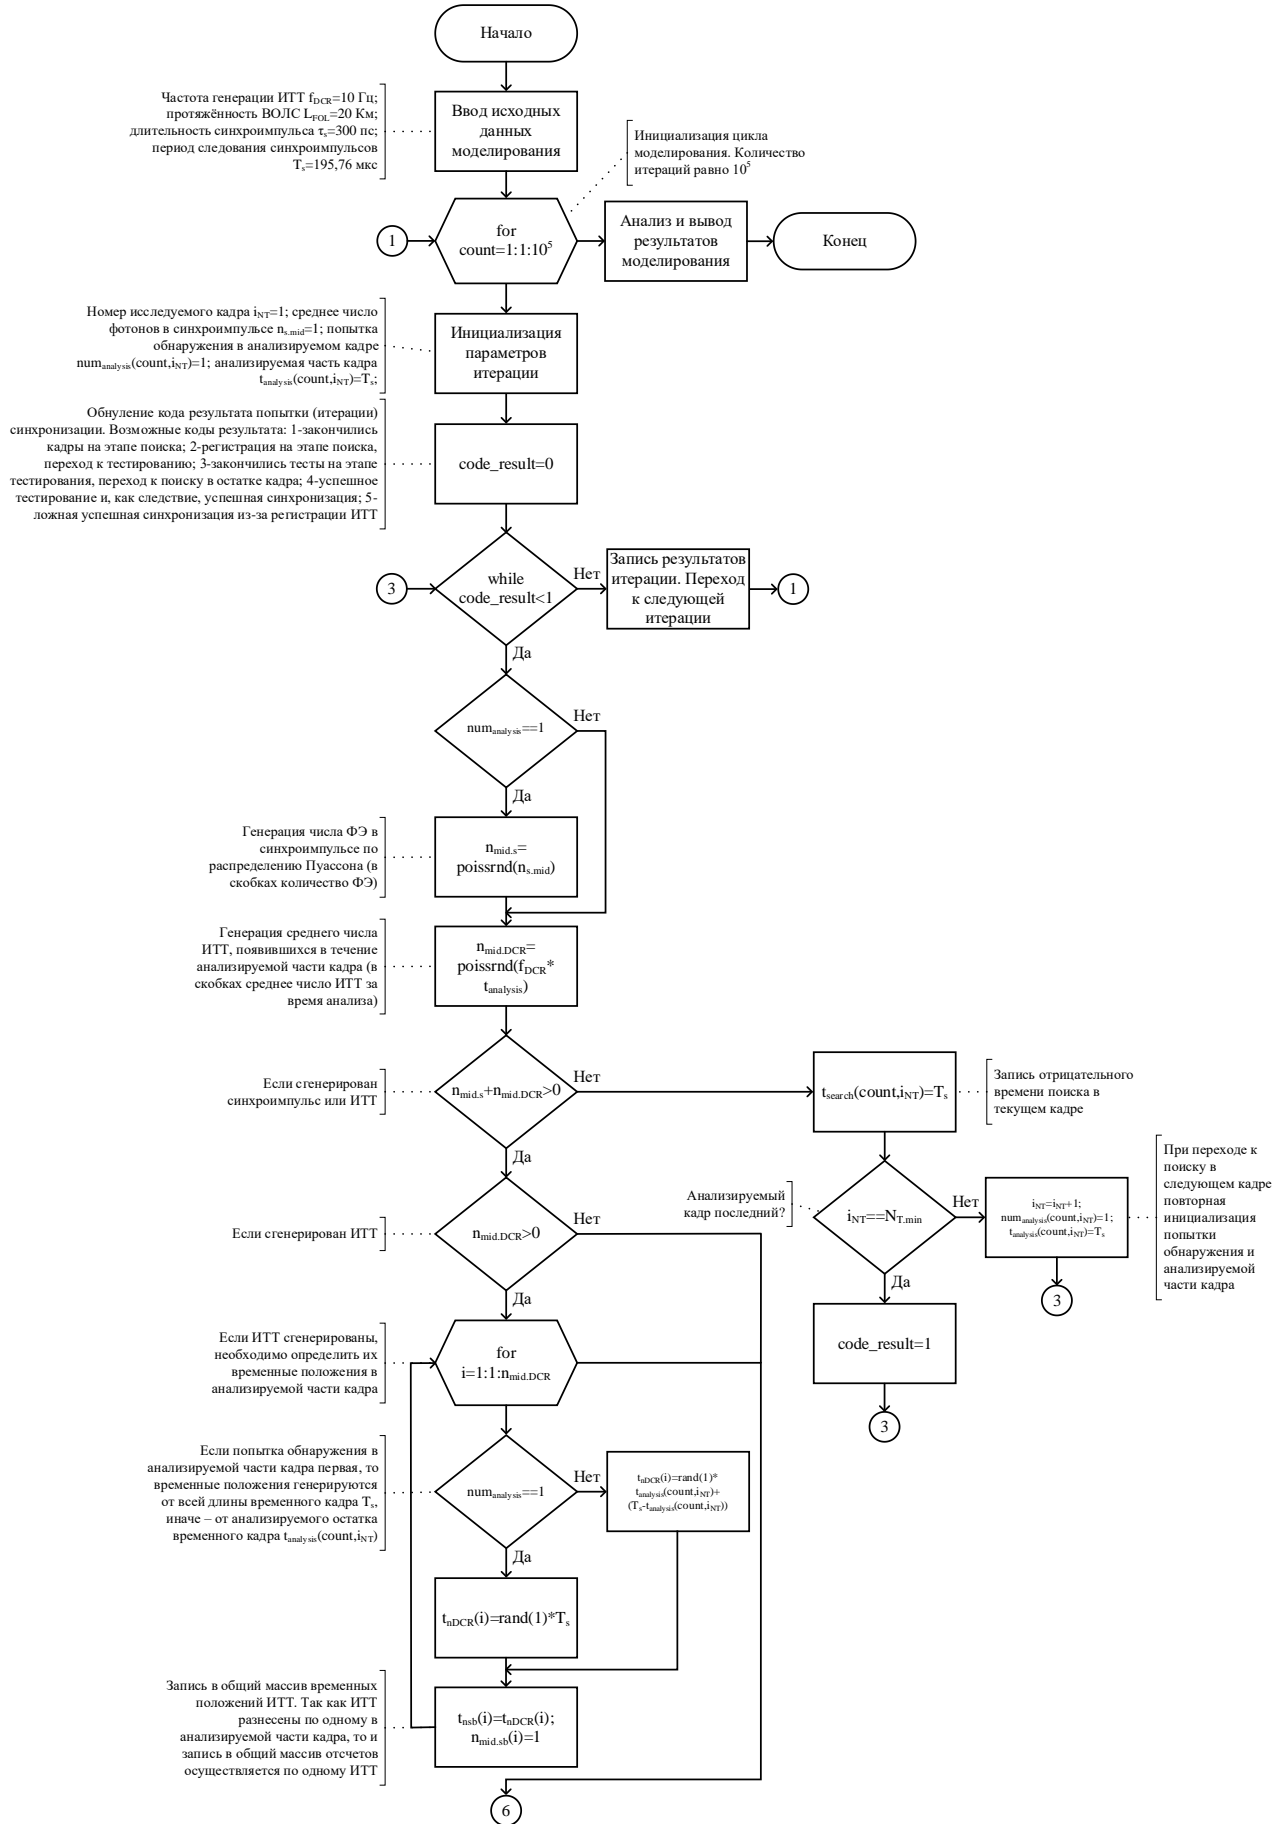 Начало
Частота генерации ИТТ fDCR=10 Гц;
протяжённость ВОЛС LFOL=20 Км;
длительность синхроимпульса τs=300 пс;
период следования синхроимпульсов
Ts=195,76 мкс
Ввод исходных
данных
моделирования
Инициализация цикла
моделирования. Количество
итераций равно 10⁵
1
for
count=1:1:10⁵
Анализ и вывод
результатов
моделирования
Конец
Номер исследуемого кадра iNT=1; среднее число
фотонов в синхроимпульсе ns.mid=1; попытка
обнаружения в анализируемом кадре
numanalysis(count,iNT)=1; анализируемая часть кадра
tanalysis(count,iNT)=Ts;
Инициализация
параметров
итерации
Обнуление кода результата попытки (итерации)
синхронизации. Возможные коды результата: 1-закончились
кадры на этапе поиска; 2-регистрация на этапе поиска,
переход к тестированию; 3-закончились тесты на этапе
тестирования, переход к поиску в остатке кадра; 4-успешное
тестирование и, как следствие, успешная синхронизация; 5-
ложная успешная синхронизация из-за регистрации ИТТ
code_result=0
3
while
code_result<1
Нет
Запись результатов
итерации. Переход
к следующей
итерации
1
Да
numanalysis==1
Нет
Да
Генерация числа ФЭ в
синхроимпульсе по
распределению Пуассона (в
скобках количество ФЭ)
nmid.s=
poissrnd(ns.mid)
Генерация среднего числа
ИТТ, появившихся в течение
анализируемой части кадра (в
скобках среднее число ИТТ за
время анализа)
nmid.DCR=
poissrnd(fDCR*
tanalysis)
Если сгенерирован
синхроимпульс или ИТТ
nmid.s+nmid.DCR>0
Нет
Да
tsearch(count,iNT)=Ts
Запись отрицательного
времени поиска в
текущем кадре
Анализируемый
кадр последний?
iNT==NT.min
Нет
Да
iNT=iNT+1;
numanalysis(count,iNT)=1;
tanalysis(count,iNT)=Ts
При переходе к
поиску в
следующем кадре
повторная
инициализация
попытки
обнаружения и
анализируемой
части кадра
3
code_result=1
3
Если сгенерирован ИТТ
nmid.DCR>0
Нет
Да
Если ИТТ сгенерированы,
необходимо определить их
временные положения в
анализируемой части кадра
for
i=1:1:nmid.DCR
Если попытка обнаружения в
анализируемой части кадра первая, то
временные положения генерируются
от всей длины временного кадра Ts,
иначе – от анализируемого остатка
временного кадра tanalysis(count,iNT)
numanalysis==1
Нет
Да
tnDCR(i)=rand(1)*
tanalysis(count,iNT)+
(Ts-tanalysis(count,iNT))
tnDCR(i)=rand(1)*Ts
Запись в общий массив временных
положений ИТТ. Так как ИТТ
разнесены по одному в
анализируемой части кадра, то и
запись в общий массив отсчетов
осуществляется по одному ИТТ
tnsb(i)=tnDCR(i);
nmid.sb(i)=1
6